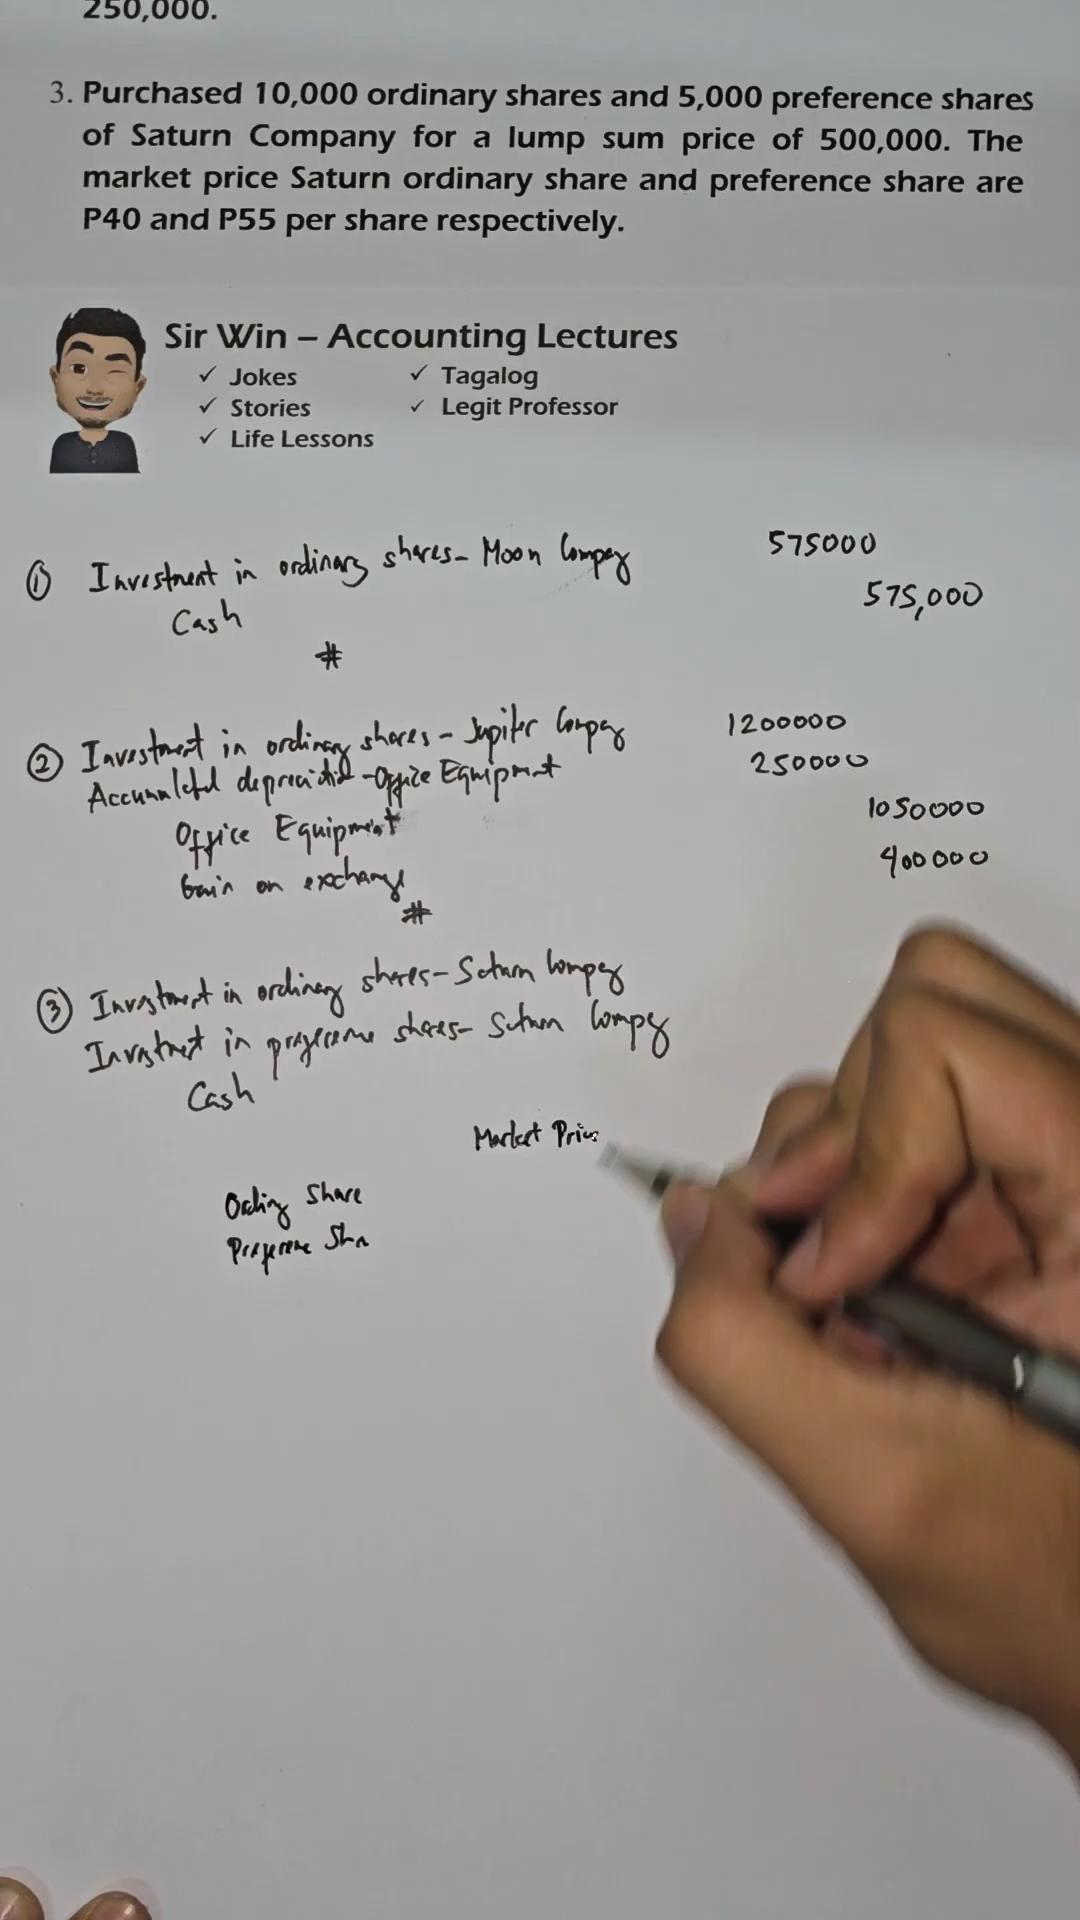 250,000.
3. Purchased 10,000 ordinary shares and 5,000 preference shares
of Saturn Company for a lump sum price of 500,000. The
market price Saturn ordinary share and preference share are
P40 and P55 per share respectively.
Sir Win – Accounting Lectures
✓ Jokes ✓ Tagalog
✓ Stories ✓ Legit Professor
✓ Life Lessons
① Investment in ordinary shares - Moon Company 575000
Cash 575,000
#
② Investment in ordinary shares - Jupiter Company 1200000
Accumulated depreciation - Office Equipment 250000
Office Equipment 1050000
Gain on exchange 400000
#
③ Investment in ordinary shares - Saturn Company
Investment in preference shares - Saturn Company
Cash
Market Price
Ordinary Share
Preference Sha